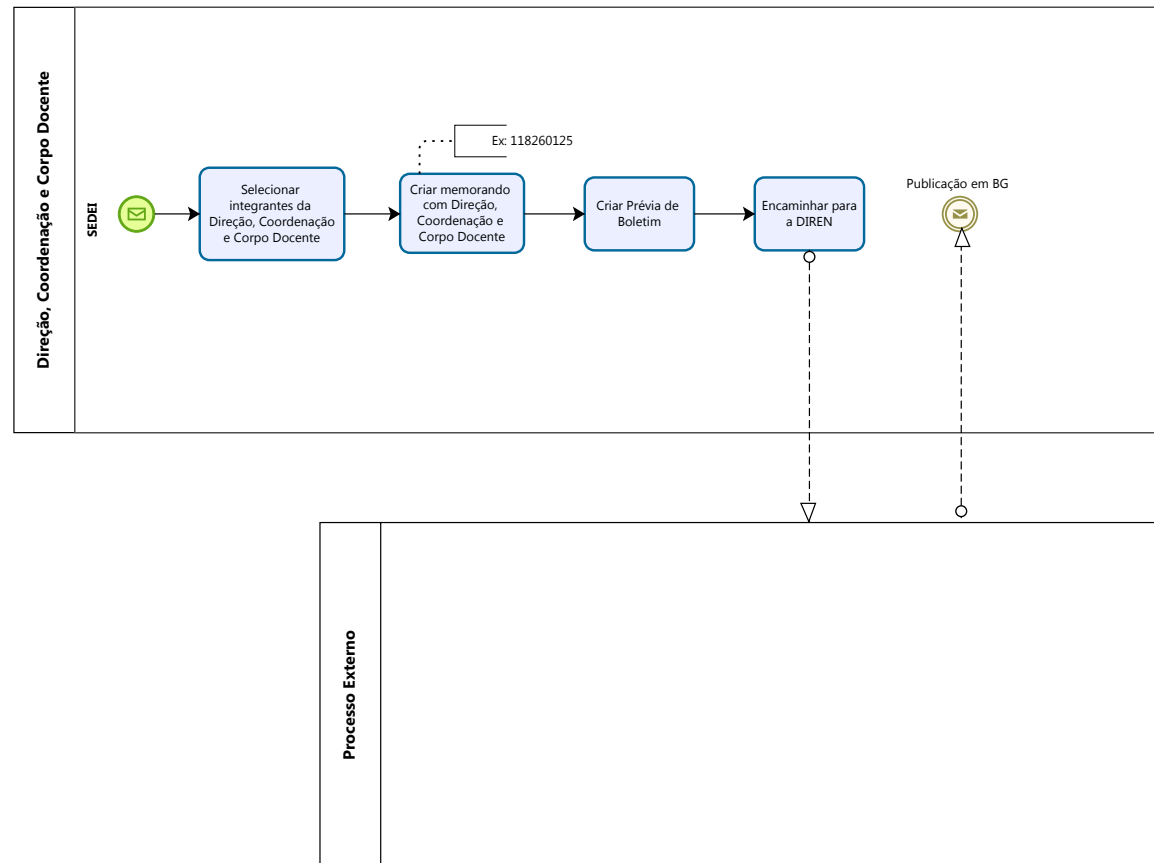 Direção, Coordenação e Corpo Docente
SEDEI
Selecionar
integrantes da
Direção, Coordenação
e Corpo Docente
Ex: 118260125
Criar memorando
com Direção,
Coordenação e
Corpo Docente
Criar Prévia de
Boletim
Encaminhar para
a DIREN
Publicação em BG
Processo Externo